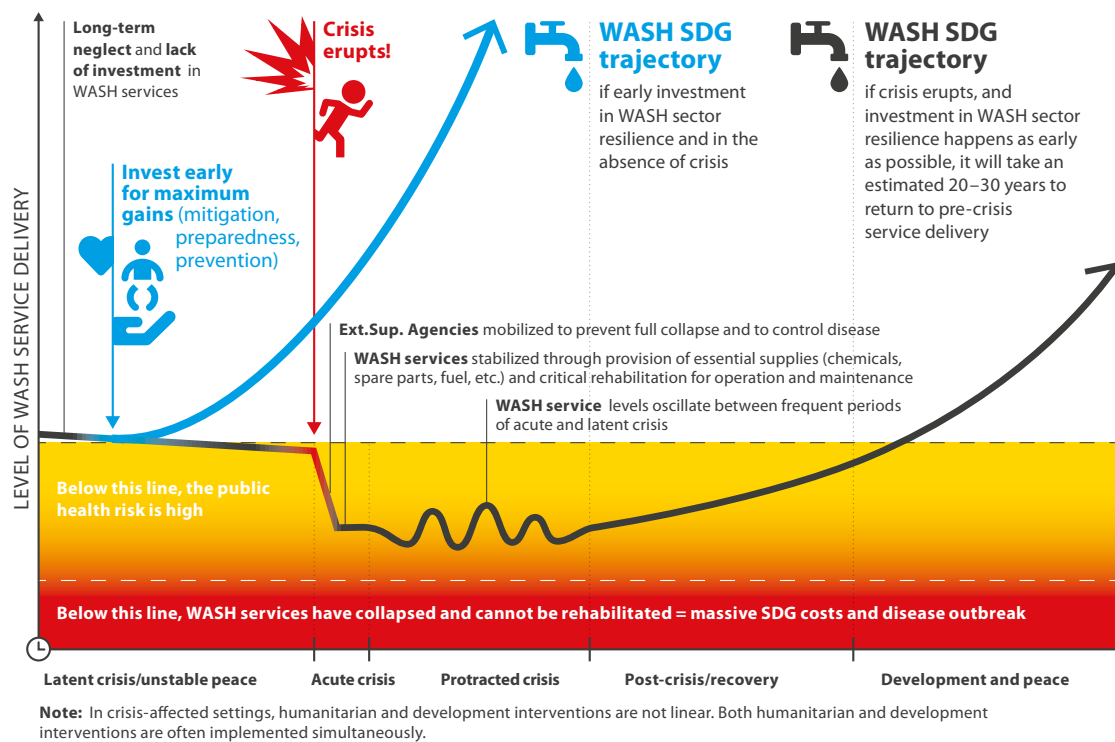 LEVEL OF WASH SERVICE DELIVERY
Long-term
neglect and lack
of investment in
WASH services
Invest early
for maximum
gains (mitigation,
preparedness,
prevention)
Crisis
erupts!
WASH SDG
trajectory
if early investment
in WASH sector
resilience and in the
absence of crisis
WASH SDG
trajectory
if crisis erupts, and
investment in WASH sector
resilience happens as early
as possible, it will take an
estimated 20–30 years to
return to pre-crisis
service delivery
Ext.Sup. Agencies mobilized to prevent full collapse and to control disease
WASH services stabilized through provision of essential supplies (chemicals,
spare parts, fuel, etc.) and critical rehabilitation for operation and maintenance
WASH service levels oscillate between frequent periods
of acute and latent crisis
Below this line, the public
health risk is high
Below this line, WASH services have collapsed and cannot be rehabilitated = massive SDG costs and disease outbreak
Latent crisis/unstable peace
Acute crisis
Protracted crisis
Post-crisis/recovery
Development and peace
Note: In crisis-affected settings, humanitarian and development interventions are not linear. Both humanitarian and development
interventions are often implemented simultaneously.